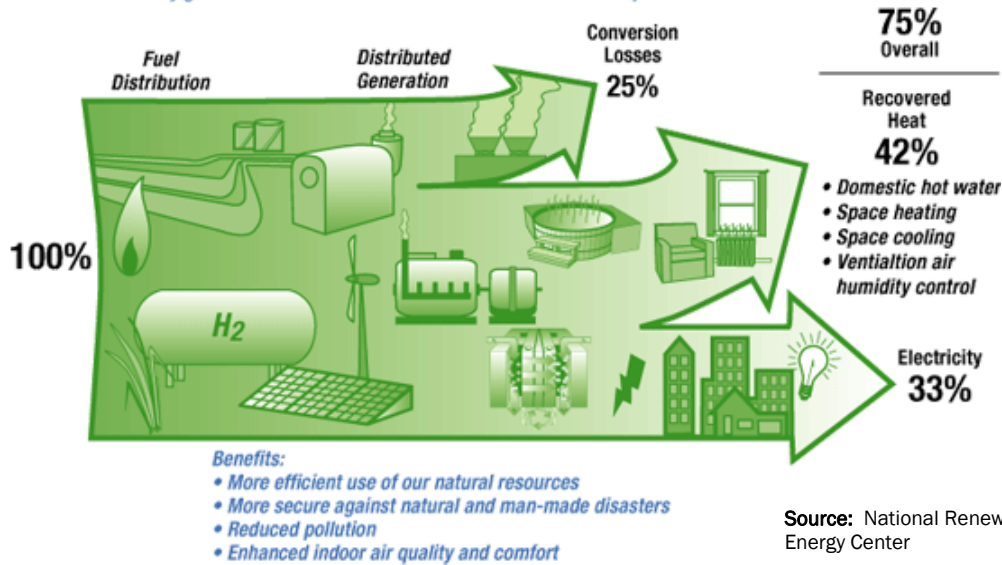 75%
Overall
Conversion
Losses
25%
Fuel
Distribution
Distributed
Generation
Recovered
Heat
42%
• Domestic hot water
• Space heating
• Space cooling
• Ventialtion air
humidity control
100%
H2
Electricity
33%
Benefits:
• More efficient use of our natural resources
• More secure against natural and man-made disasters
• Reduced pollution
• Enhanced indoor air quality and comfort
Source: National Renew
Energy Center